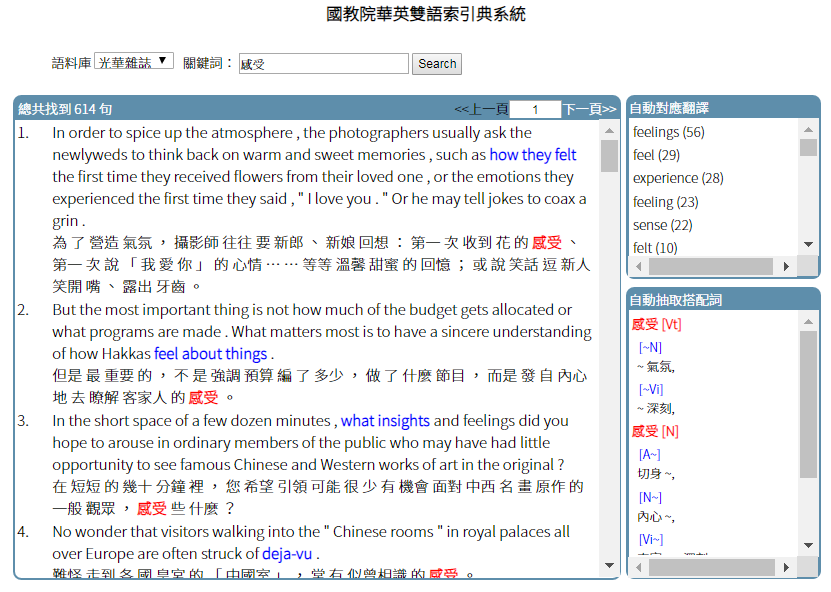 國教院華英雙語索引典系統
語料庫 光華雜誌 ▼ 關鍵詞： 感受 Search
總共找到 614 句 <<上一頁 1 下一頁>>
1. In order to spice up the atmosphere , the photographers usually ask the
newlyweds to think back on warm and sweet memories , such as how they felt
the first time they received flowers from their loved one , or the emotions they
experienced the first time they said , " I love you . " Or he may tell jokes to coax a
grin .
為 了 營造 氣氛 ， 攝影師 往往 要 新郎 、 新娘 回想 ： 第一 次 收到 花 的 感受 、
第一 次 說 「 我 愛 你 」 的 心情 … … 等等 溫馨 甜蜜 的 回憶 ； 或 說 笑話 逗 新人
笑開 嘴 、 露出 牙齒 。
2. But the most important thing is not how much of the budget gets allocated or
what programs are made . What matters most is to have a sincere understanding
of how Hakkas feel about things .
但是 最 重要 的 ， 不 是 強調 預算 編 了 多少 ， 做 了 什麼 節目 ， 而是 發 自 內心
地 去 瞭解 客家人 的 感受 。
3. In the short space of a few dozen minutes , what insights and feelings did you
hope to arouse in ordinary members of the public who may have had little
opportunity to see famous Chinese and Western works of art in the original ?
在 短短 的 幾十 分鐘 裡 ， 您 希望 引領 可能 很 少 有 機會 面對 中西 名 畫 原作 的
一般 觀眾 ， 感受 些 什麼 ？
4. No wonder that visitors walking into the " Chinese rooms " in royal palaces all
over Europe are often struck of deja-vu .
難怪 走到 各 國 皇宮 的 「 中國室 」 ， 常 有 似曾相識 的 感受 。
自動對應翻譯
feelings (56)
feel (29)
experience (28)
feeling (23)
sense (22)
felt (10)
自動抽取搭配詞
感受 [Vt]
[~N]
~ 氣氛,
[~Vi]
~ 深刻,
感受 [N]
[A~]
切身 ~,
[N~]
內心 ~,
[Vi~]